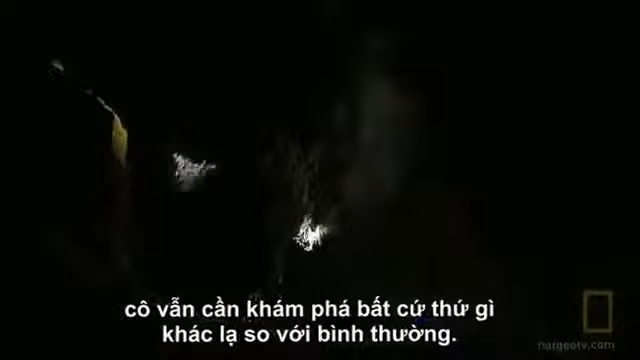 cô vẫn cần khám phá bất cứ thứ gì
khác lạ so với bình thường.
natgeotv.com